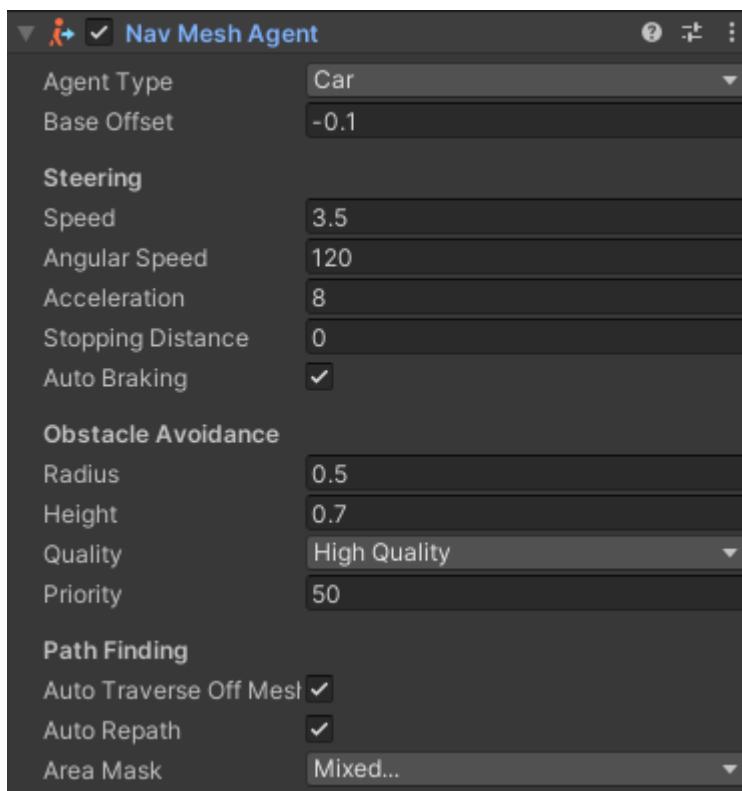 Nav Mesh Agent
Agent Type Car
Base Offset -0.1
Steering
Speed 3.5
Angular Speed 120
Acceleration 8
Stopping Distance 0
Auto Braking
Obstacle Avoidance
Radius 0.5
Height 0.7
Quality High Quality
Priority 50
Path Finding
Auto Traverse Off Mesh
Auto Repath
Area Mask Mixed...